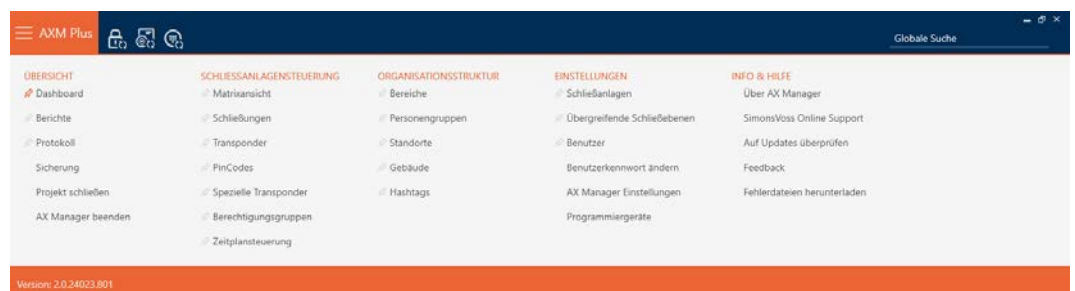 AXM Plus
Globale Suche
ÜBERSICHT
Dashboard
Berichte
Protokoll
Sicherung
Projekt schließen
AX Manager beenden
SCHLIESSANLAGENSTEUERUNG
Matrixansicht
Schließungen
Transponder
PinCodes
Spezielle Transponder
Berechtigungsgruppen
Zeitplansteuerung
ORGANISATIONSSTRUKTUR
Bereiche
Personengruppen
Standorte
Gebäude
Hashtags
EINSTELLUNGEN
Schließanlagen
Übergreifende Schließebenen
Benutzer
Benutzerkennwort ändern
AX Manager Einstellungen
Programmiergeräte
INFO & HILFE
Über AX Manager
SimonsVoss Online Support
Auf Updates überprüfen
Feedback
Fehlerdateien herunterladen
Version: 2.0.24023.801